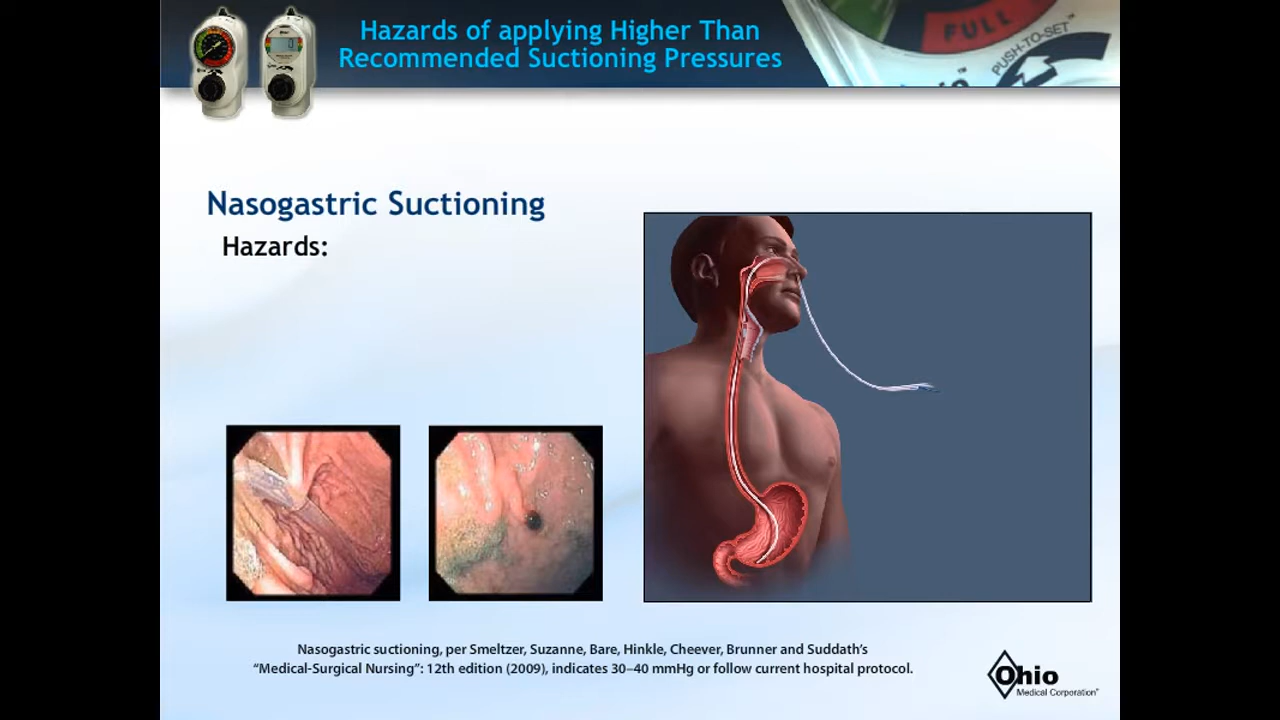 Hazards of applying Higher Than
Recommended Suctioning Pressures
FULL
PUSH-TO-SET™
Nasogastric Suctioning
Hazards:
Nasogastric suctioning, per Smeltzer, Suzanne, Bare, Hinkle, Cheever, Brunner and Suddath’s
“Medical-Surgical Nursing”: 12th edition (2009), indicates 30–40 mmHg or follow current hospital protocol.
Ohio
Medical Corporation®